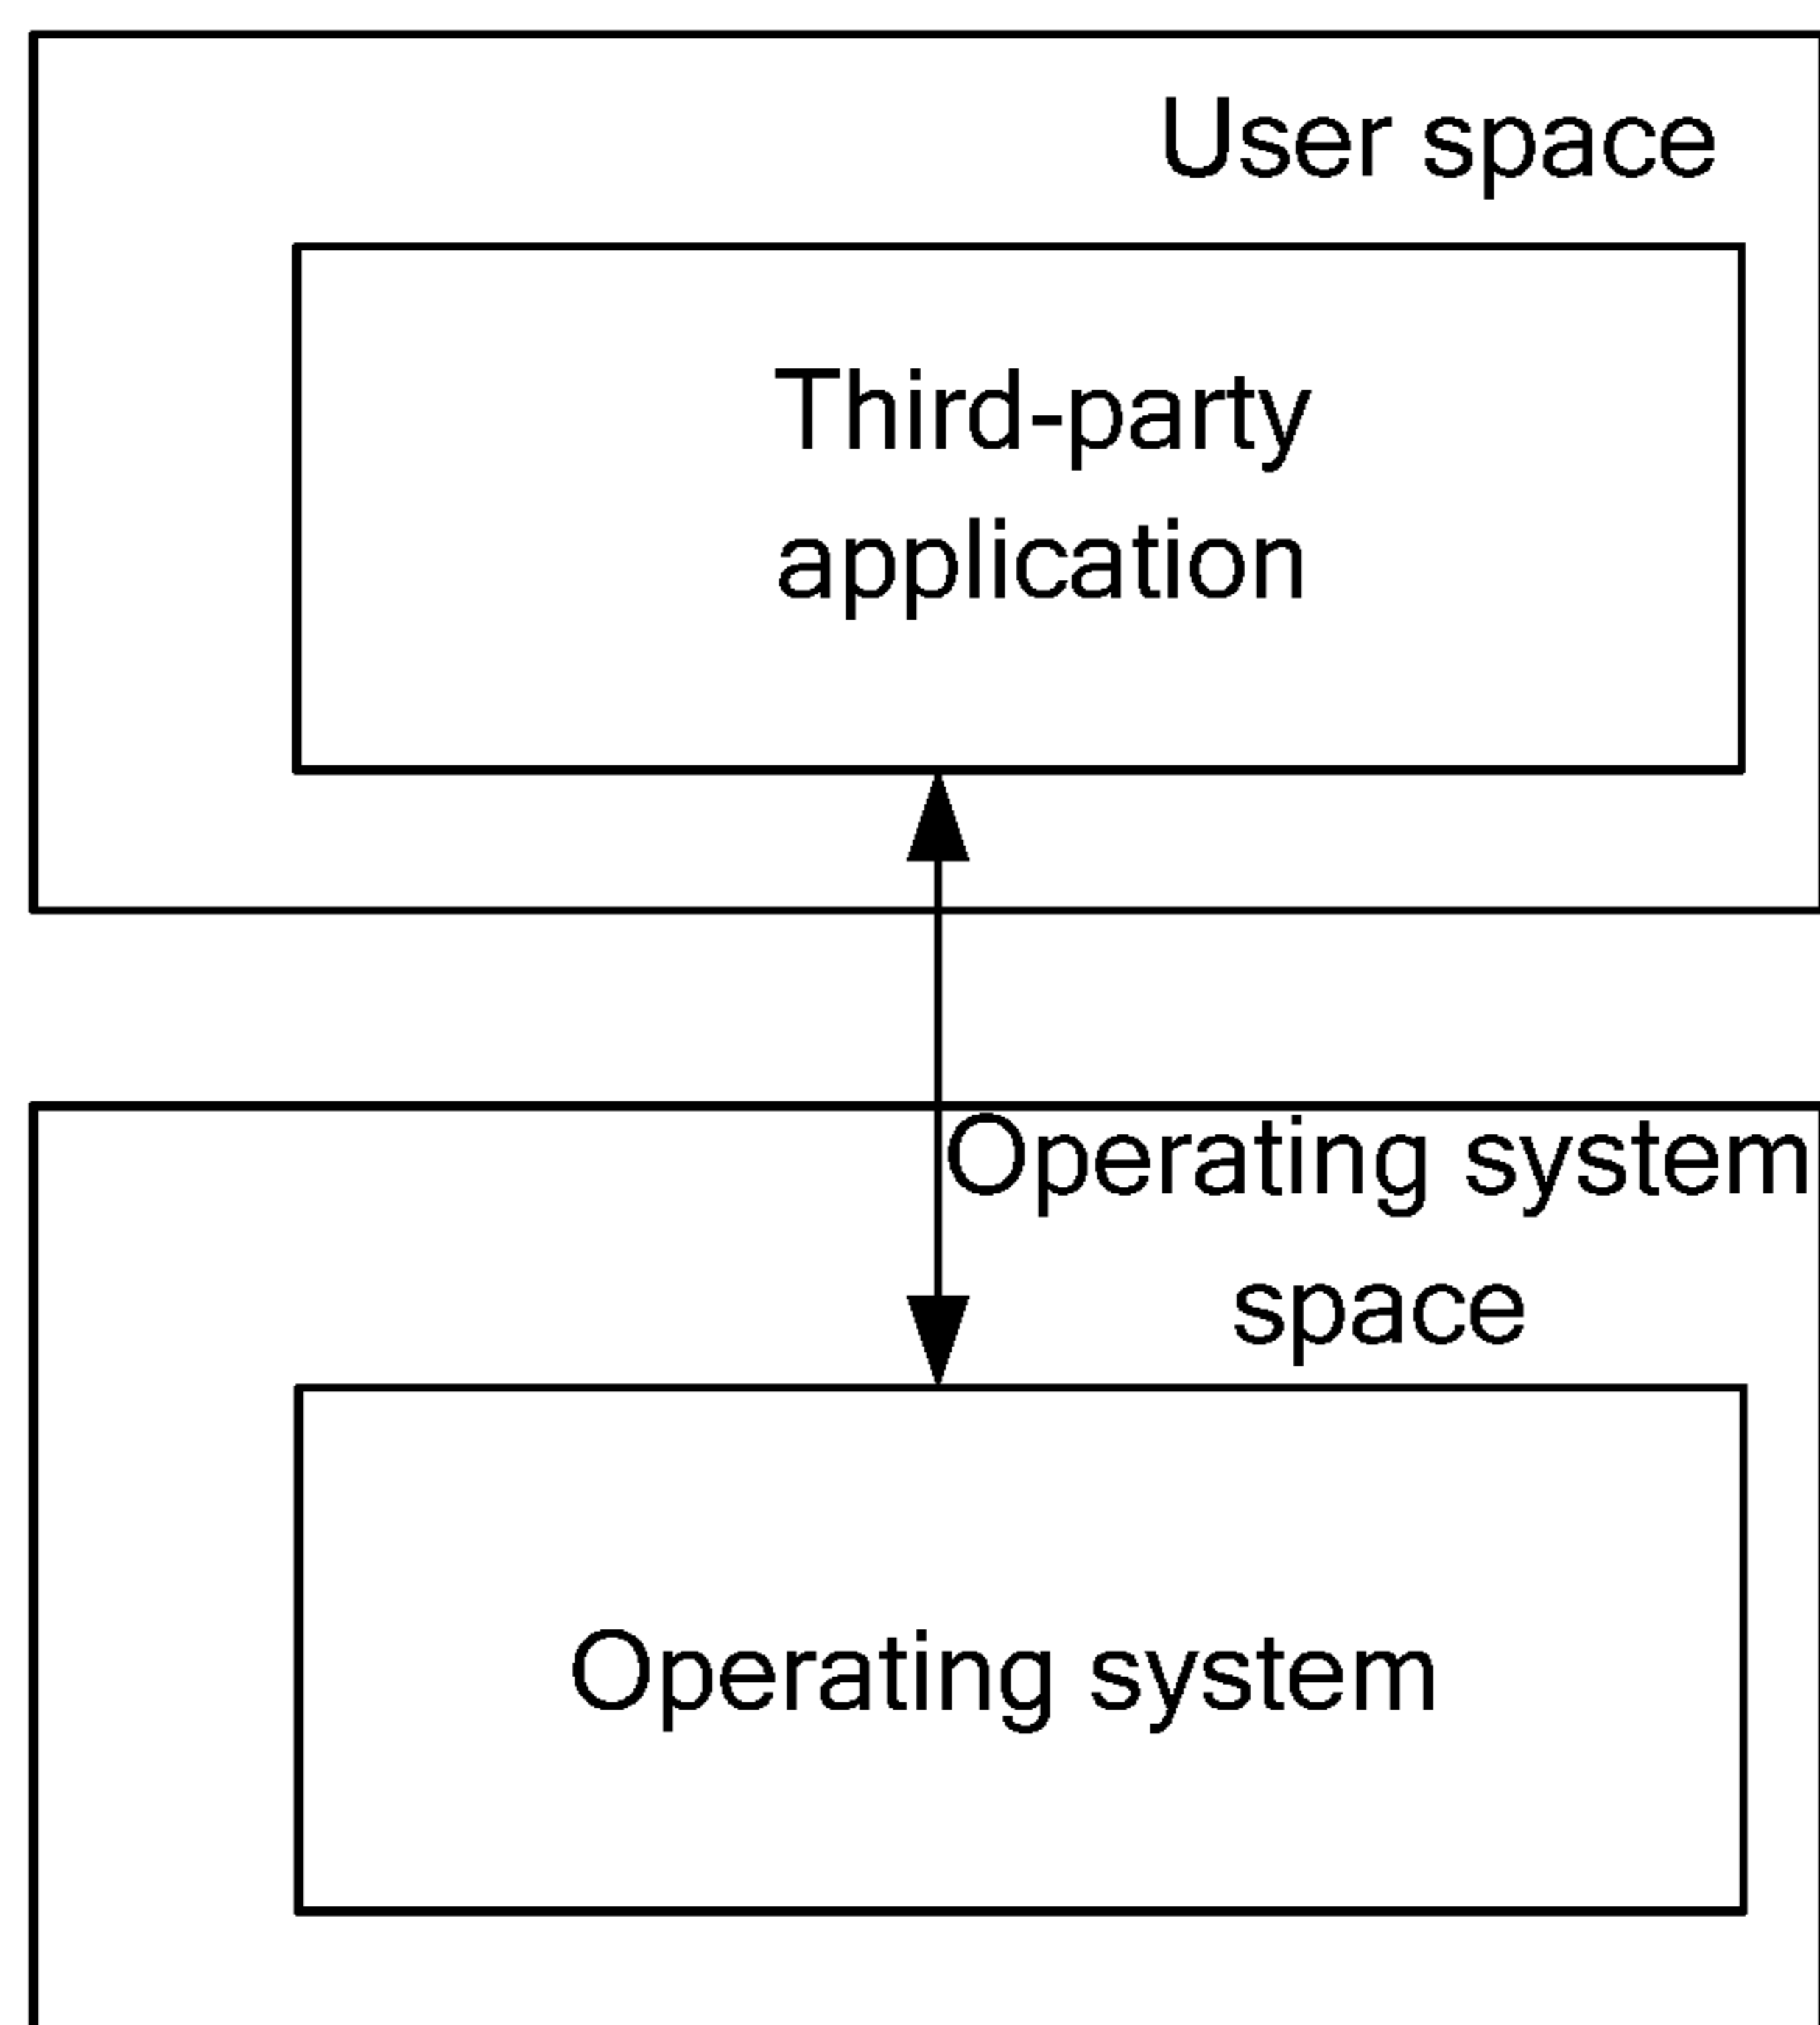 User space
Third-party
application
Operating system
space
Operating system